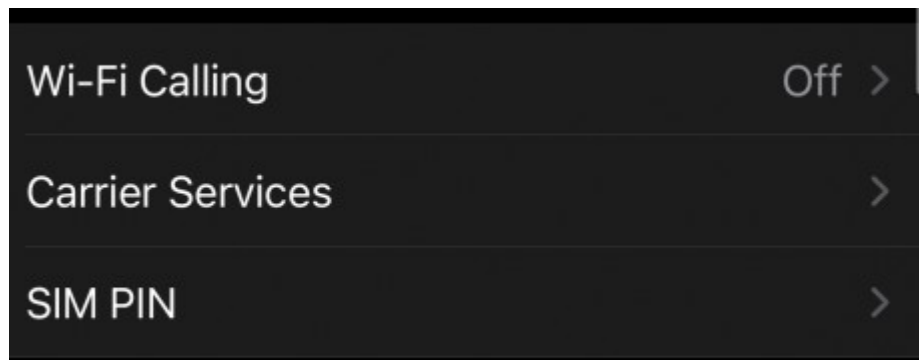 Wi-Fi Calling Off >
Carrier Services >
SIM PIN >